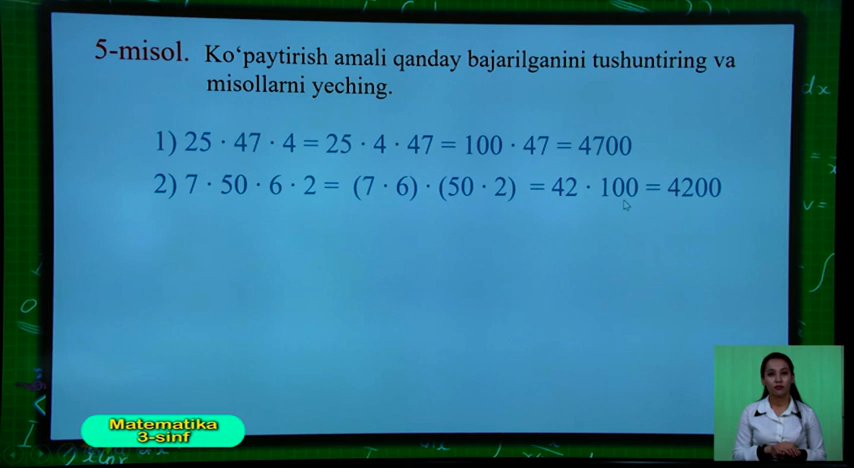 5-misol. Ko‘paytirish amali qanday bajarilganini tushuntiring va
misollarni yeching.
1) 25 · 47 · 4 = 25 · 4 · 47 = 100 · 47 = 4700
2) 7 · 50 · 6 · 2 = (7 · 6) · (50 · 2) = 42 · 100 = 4200
dx
v =
Matematika
3-sinf